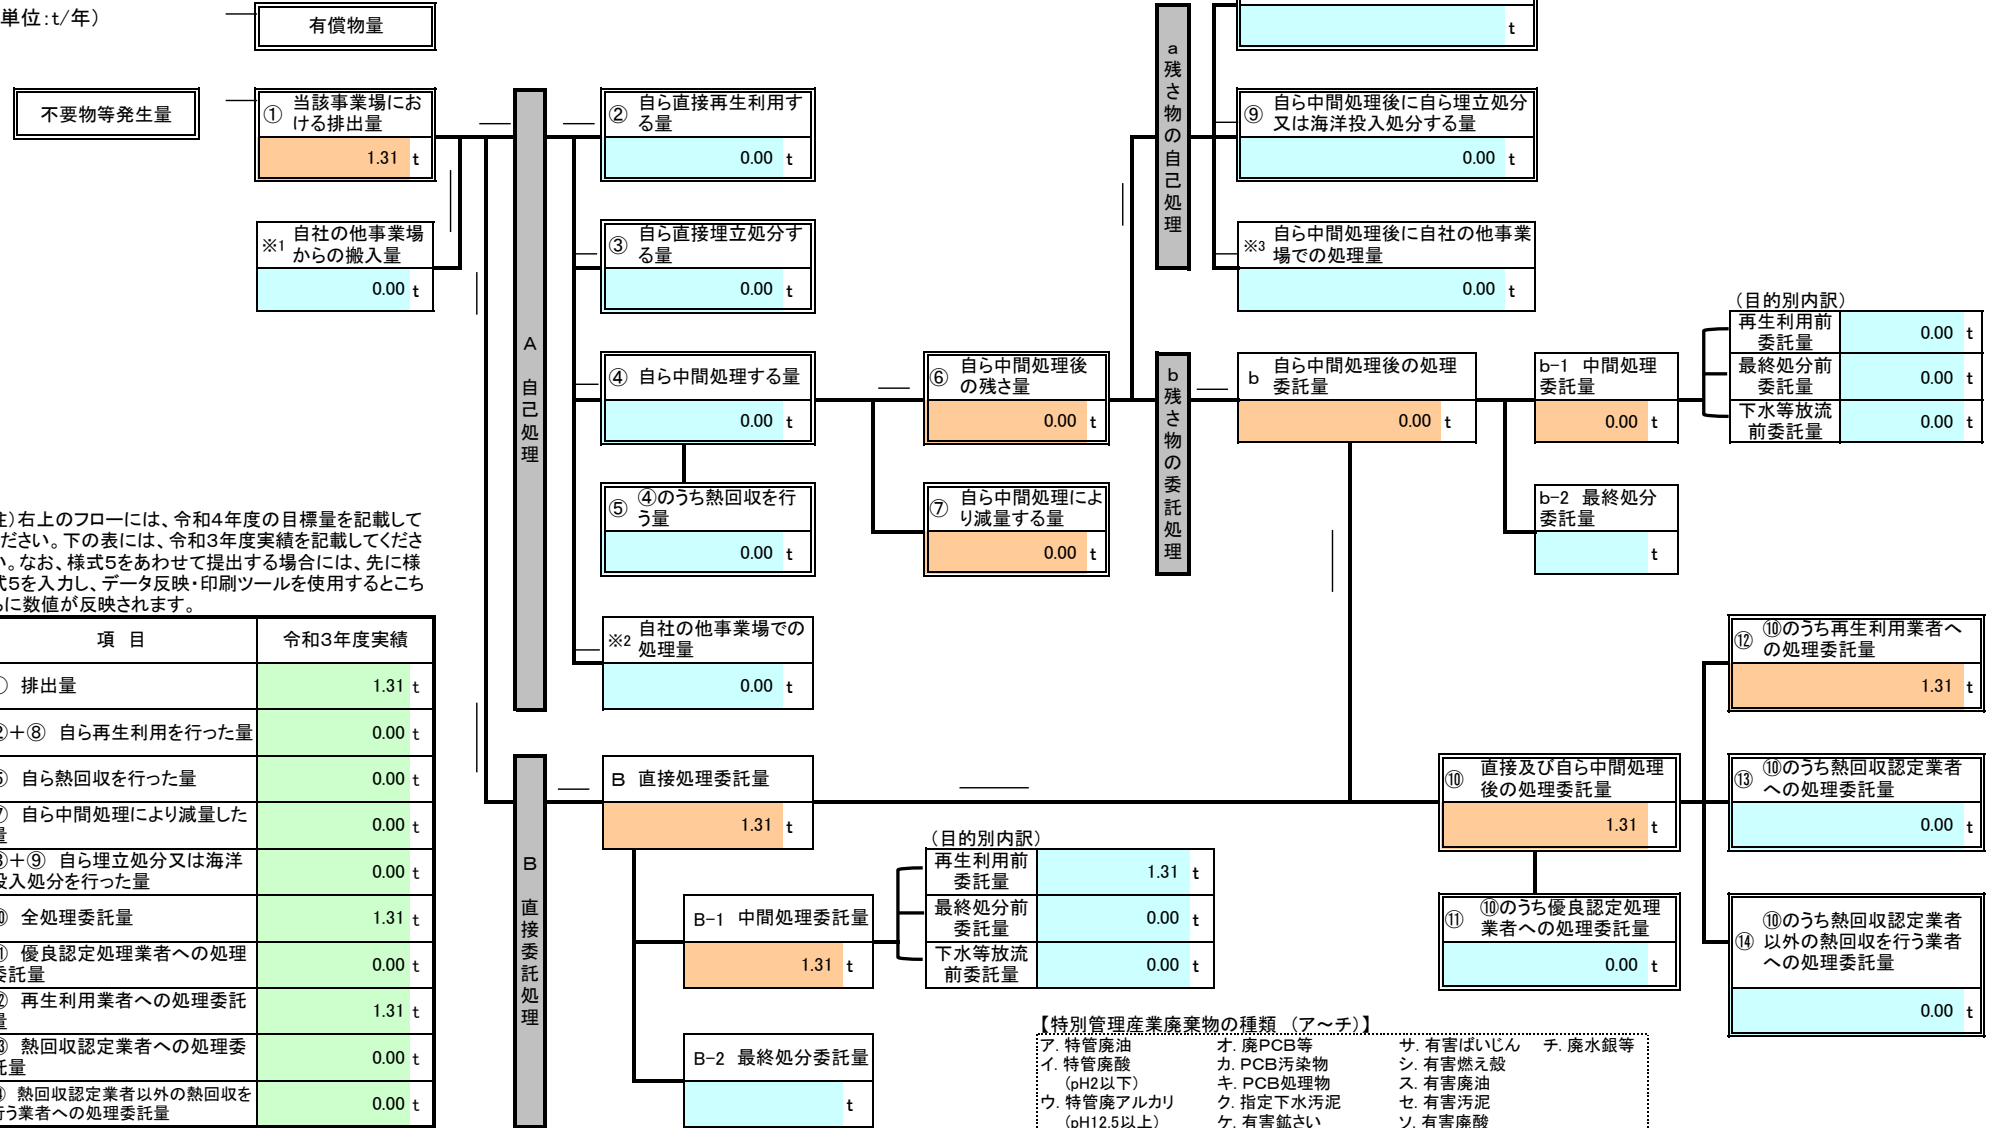 単位：t/年）
有償物量
t
不要物等発生量
① 当該事業場にお
ける排出量
1.31 t
※1 自社の他事業場
からの搬入量
0.00 t
A 自己処理
② 自ら直接再生利用す
る量
0.00 t
③ 自ら直接埋立処分す
る量
0.00 t
④ 自ら中間処理する量
0.00 t
⑤ ④のうち熱回収を行
う量
0.00 t
※2 自社の他事業場での
処理量
0.00 t
⑥ 自ら中間処理後
の残さ量
0.00 t
⑦ 自ら中間処理によ
り減量する量
0.00 t
a 残さ物の自己処理
⑨ 自ら中間処理後に自ら埋立処分
又は海洋投入処分する量
0.00 t
※3 自ら中間処理後に自社の他事業
場での処理量
0.00 t
b 残さ物の委託処理
b 自ら中間処理後の処理
委託量
0.00 t
b-1 中間処理
委託量
0.00 t
（目的別内訳）
再生利用前
委託量 0.00 t
最終処分前
委託量 0.00 t
下水等放流
前委託量 0.00 t
b-2 最終処分
委託量
t
）右上のフローには、令和4年度の目標量を記載して
ださい。下の表には、令和3年度実績を記載してくださ
。なお、様式5をあわせて提出する場合には、先に様
5を入力し、データ反映・印刷ツールを使用するとこち
に数値が反映されます。
項 目 令和3年度実績
排出量 1.31 t
＋⑧ 自ら再生利用を行った量 0.00 t
自ら熱回収を行った量 0.00 t
自ら中間処理により減量した
量 0.00 t
＋⑨ 自ら埋立処分又は海洋
投入処分を行った量 0.00 t
全処理委託量 1.31 t
優良認定処理業者への処理
委託量 0.00 t
再生利用業者への処理委託
量 1.31 t
熱回収認定業者への処理委
託量 0.00 t
熱回収認定業者以外の熱回収を
行う業者への処理委託量 0.00 t
B 直接委託処理
B 直接処理委託量
1.31 t
B-1 中間処理委託量
1.31 t
（目的別内訳）
再生利用前
委託量 1.31 t
最終処分前
委託量 0.00 t
下水等放流
前委託量 0.00 t
B-2 最終処分委託量
t
⑩ 直接及び自ら中間処理
後の処理委託量
1.31 t
⑪ ⑩のうち優良認定処理
業者への処理委託量
0.00 t
⑫ ⑩のうち再生利用業者へ
の処理委託量
1.31 t
⑬ ⑩のうち熱回収認定業者
への処理委託量
0.00 t
⑭ ⑩のうち熱回収認定業者
以外の熱回収を行う業者
への処理委託量
0.00 t
【特別管理産業廃棄物の種類 （ア～チ）】
ア. 特管廃油 オ. 廃PCB等 サ. 有害ばいじん チ. 廃水銀等
イ. 特管廃酸 カ. PCB汚染物 シ. 有害燃え殻
（pH2以下） キ. PCB処理物 ス. 有害廃油
ウ. 特管廃アルカリ ク. 指定下水汚泥 セ. 有害汚泥
（pH12.5以上） ケ. 有害鉱さい ソ. 有害廃酸